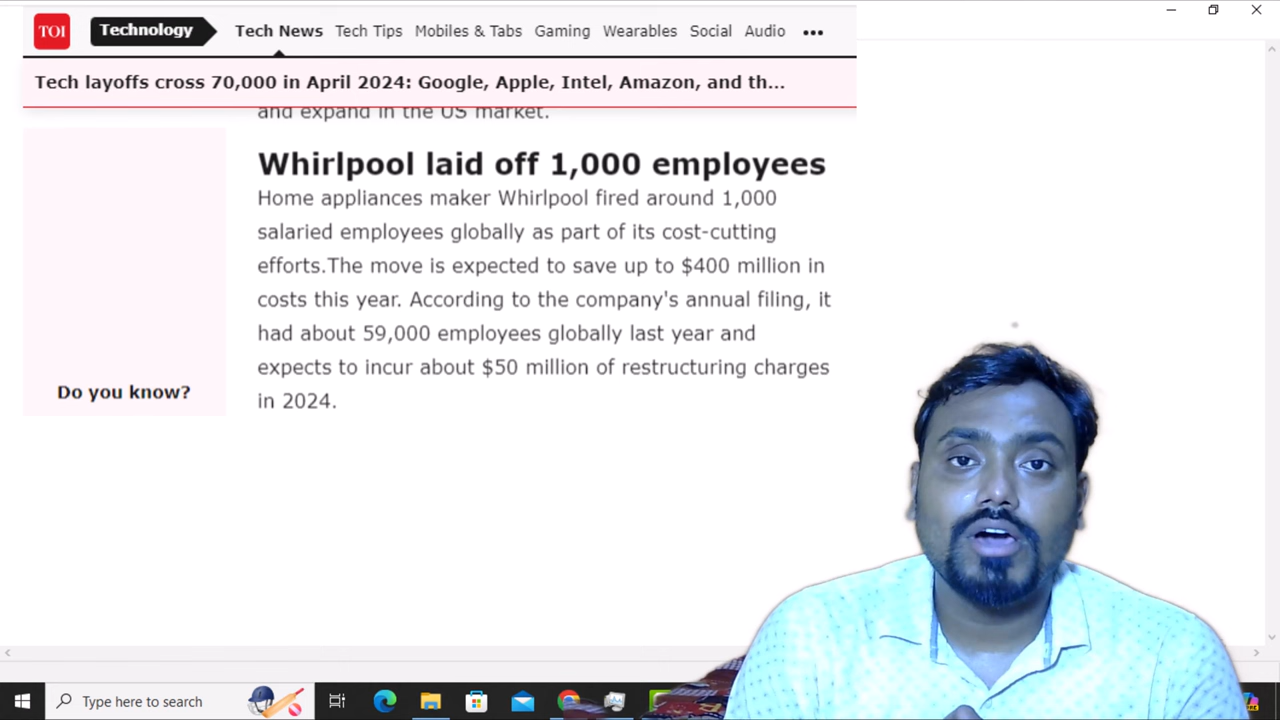 TOI Technology Tech News Tech Tips Mobiles & Tabs Gaming Wearables Social Audio •••
Tech layoffs cross 70,000 in April 2024: Google, Apple, Intel, Amazon, and th...
and expand in the US market.
Whirlpool laid off 1,000 employees
Home appliances maker Whirlpool fired around 1,000
salaried employees globally as part of its cost-cutting
efforts.The move is expected to save up to $400 million in
costs this year. According to the company's annual filing, it
had about 59,000 employees globally last year and
expects to incur about $50 million of restructuring charges
in 2024.
Do you know?
Type here to search